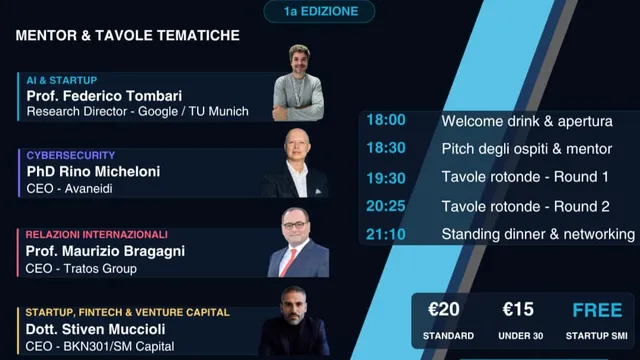 1a EDIZIONE
MENTOR & TAVOLE TEMATICHE
AI & STARTUP
Prof. Federico Tombari
Research Director - Google / TU Munich
CYBERSECURITY
PhD Rino Micheloni
CEO - Avaneidi
RELAZIONI INTERNAZIONALI
Prof. Maurizio Bragagni
CEO - Tratos Group
STARTUP, FINTECH & VENTURE CAPITAL
Dott. Stiven Muccioli
CEO - BKN301/SM Capital
18:00 Welcome drink & apertura
18:30 Pitch degli ospiti & mentor
19:30 Tavole rotonde - Round 1
20:25 Tavole rotonde - Round 2
21:10 Standing dinner & networking
€20 €15 FREE
STANDARD UNDER 30 STARTUP SMI